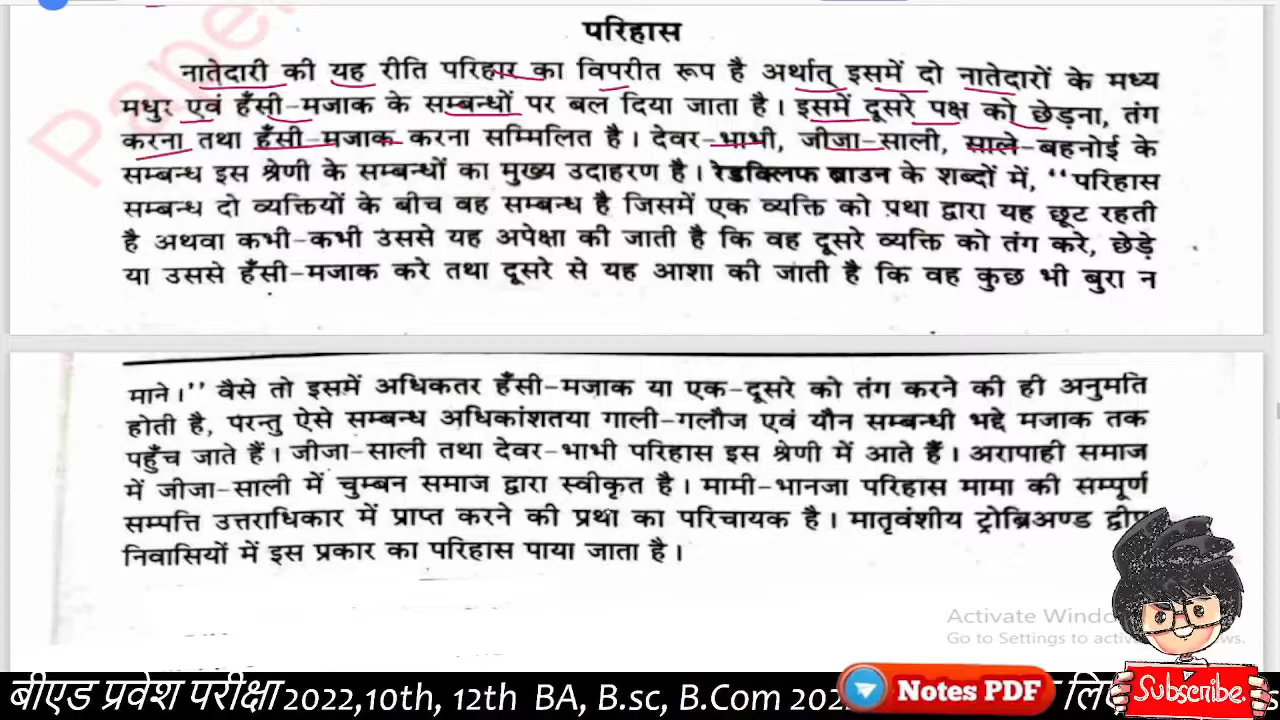 परिहास
नातेदारी की यह रीति परिहार का विपरीत रूप है अर्थात् इसमें दो नातेदारों के मध्य
मधुर एवं हँसी-मजाक के सम्बन्धों पर बल दिया जाता है। इसमें दूसरे पक्ष को छेड़ना, तंग
करना तथा हँसी-मजाक करना सम्मिलित है। देवर-भाभी, जीजा-साली, साले-बहनोई के
सम्बन्ध इस श्रेणी के सम्बन्धों का मुख्य उदाहरण है। रेडक्लिफ ब्राउन के शब्दों में, ‘‘परिहास
सम्बन्ध दो व्यक्तियों के बीच वह सम्बन्ध है जिसमें एक व्यक्ति को प्रथा द्वारा यह छूट रहती
है अथवा कभी-कभी उससे यह अपेक्षा की जाती है कि वह दूसरे व्यक्ति को तंग करे, छेड़े
या उससे हँसी-मजाक करे तथा दूसरे से यह आशा की जाती है कि वह कुछ भी बुरा न
माने।’’ वैसे तो इसमें अधिकतर हँसी-मजाक या एक-दूसरे को तंग करने की ही अनुमति
होती है, परन्तु ऐसे सम्बन्ध अधिकांशतया गाली-गलौज एवं यौन सम्बन्धी भद्दे मजाक तक
पहुँच जाते हैं। जीजा-साली तथा देवर-भाभी परिहास इस श्रेणी में आते हैं। अरापाही समाज
में जीजा-साली में चुम्बन समाज द्वारा स्वीकृत है। मामी-भानजा परिहास मामा की सम्पूर्ण
सम्पत्ति उत्तराधिकार में प्राप्त करने की प्रथा का परिचायक है। मातृवंशीय ट्रोब्रिअण्ड द्वीप
निवासियों में इस प्रकार का परिहास पाया जाता है।
Activate
Go to Settings to
बीएड प्रवेश परीक्षा 2022,10th, 12th BA, B.sc, B.Com
Notes PDF
Subscribe